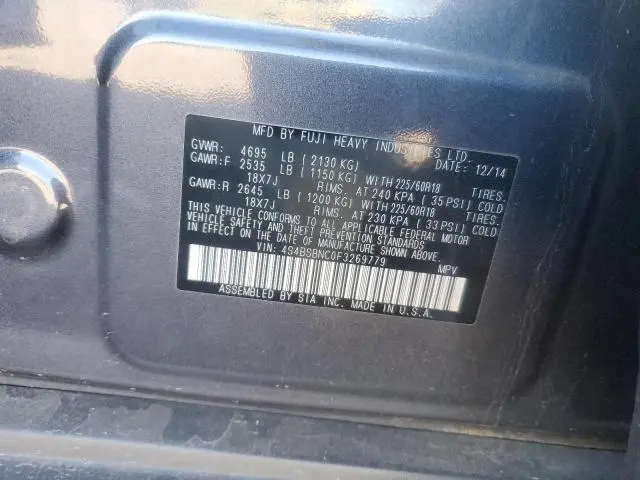 MFD BY FUJI HEAVY INDUSTRIES LTD.
GVWR: 4695 LB (2130 KG) DATE: 12/14
GAWR:F 2535 LB (1150 KG) WITH 225/60R18 TIRES.
18X7J RIMS. AT 240 KPA (35 PSI) COLD
GAWR:R 2645 LB (1200 KG) WITH 225/60R18 TIRES.
18X7J RIMS. AT 230 KPA (33 PSI) COLD
THIS VEHICLE CONFORMS TO ALL APPLICABLE FEDERAL MOTOR
VEHICLE SAFETY AND THEFT PREVENTION STANDARDS
IN EFFECT ON THE DATE OF MANUFACTURE SHOWN ABOVE.
VIN: 4S4BSBNC0F3269779 MPV
ASSEMBLED BY STA INC. MADE IN U.S.A.